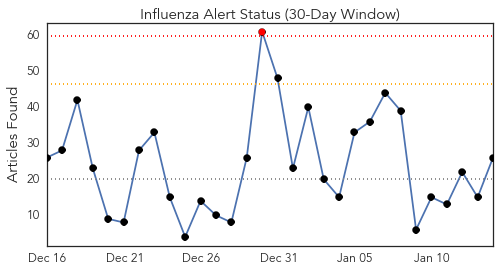 Influenza Alert Status (30-Day Window)
Articles Found
60
50
40
30
20
10
Dec 16
Dec 21
Dec 26
Dec 31
Jan 05
Jan 10